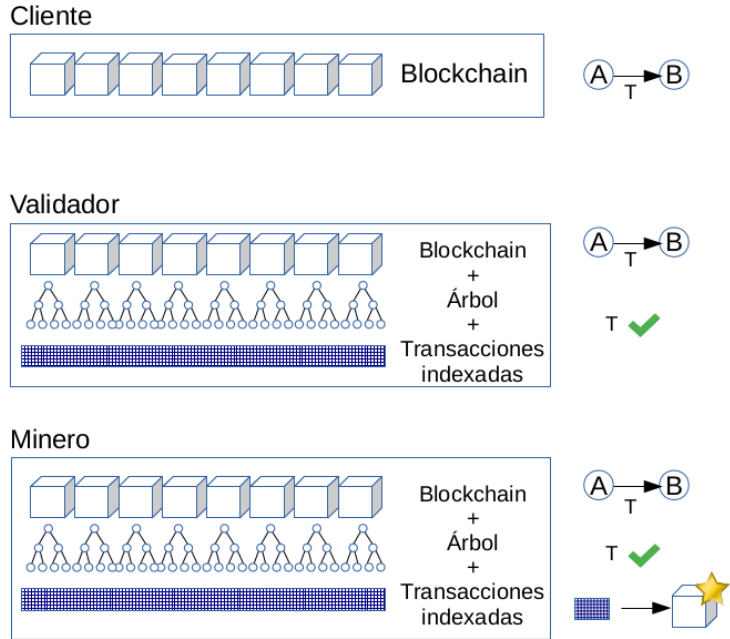 Cliente
Blockchain
A B
T
Validador
Blockchain
+
Árbol
+
Transacciones
indexadas
A B
T
T
Minero
Blockchain
+
Árbol
+
Transacciones
indexadas
A B
T
T